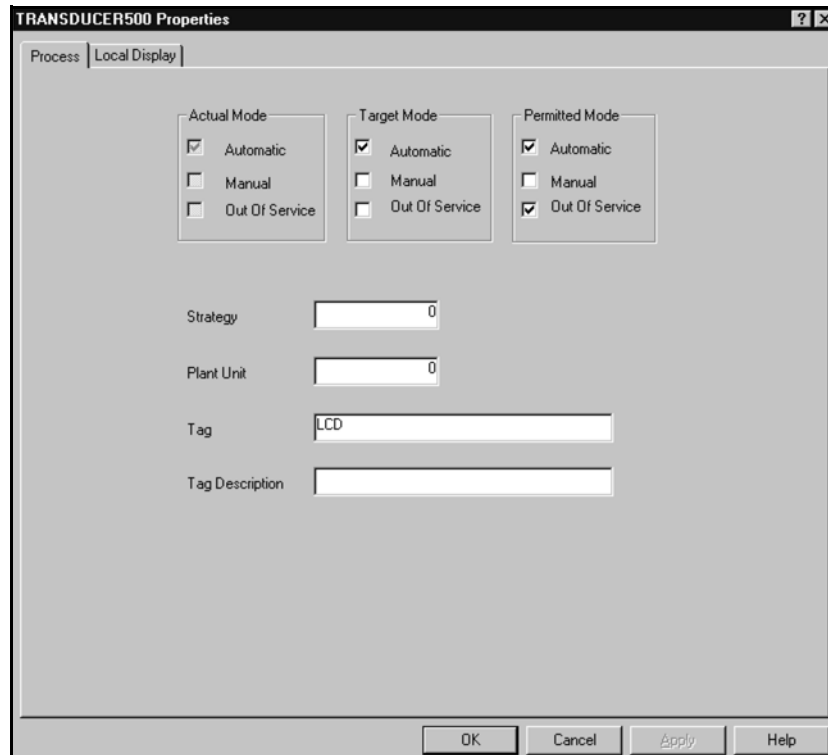 TRANSDUCER500 Properties
Process Local Display
Actual Mode Target Mode Permitted Mode
Automatic Automatic Automatic
Manual Manual Manual
Out Of Service Out Of Service Out Of Service
Strategy 0
Plant Unit 0
Tag LCD
Tag Description
OK Cancel Apply Help